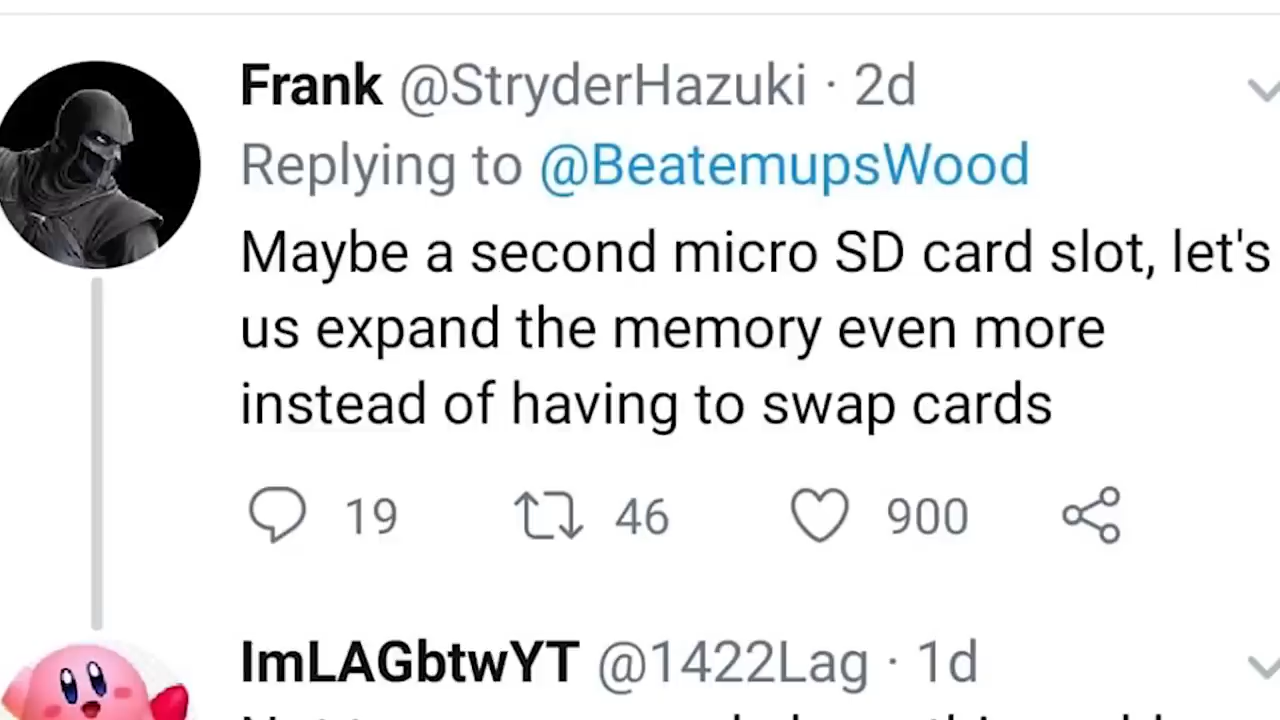 Frank @StryderHazuki · 2d
Replying to @BeatemupsWood
Maybe a second micro SD card slot, let's
us expand the memory even more
instead of having to swap cards
19 46 900
ImLAGbtwYT @1422Lag · 1d